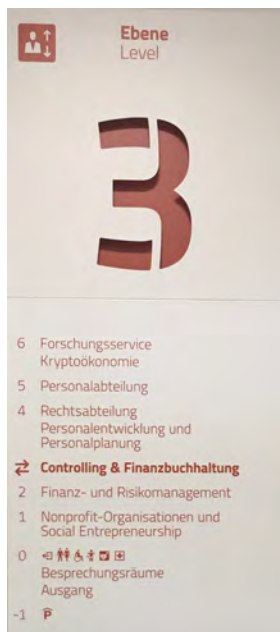 Ebene
Level
3
6 Forschungsservice
Kryptoökonomie
5 Personalabteilung
4 Rechtsabteilung
Personalentwicklung und
Personalplanung
Controlling & Finanzbuchhaltung
2 Finanz- und Risikomanagement
1 Nonprofit-Organisationen und
Social Entrepreneurship
0
Besprechungsräume
Ausgang
-1 P